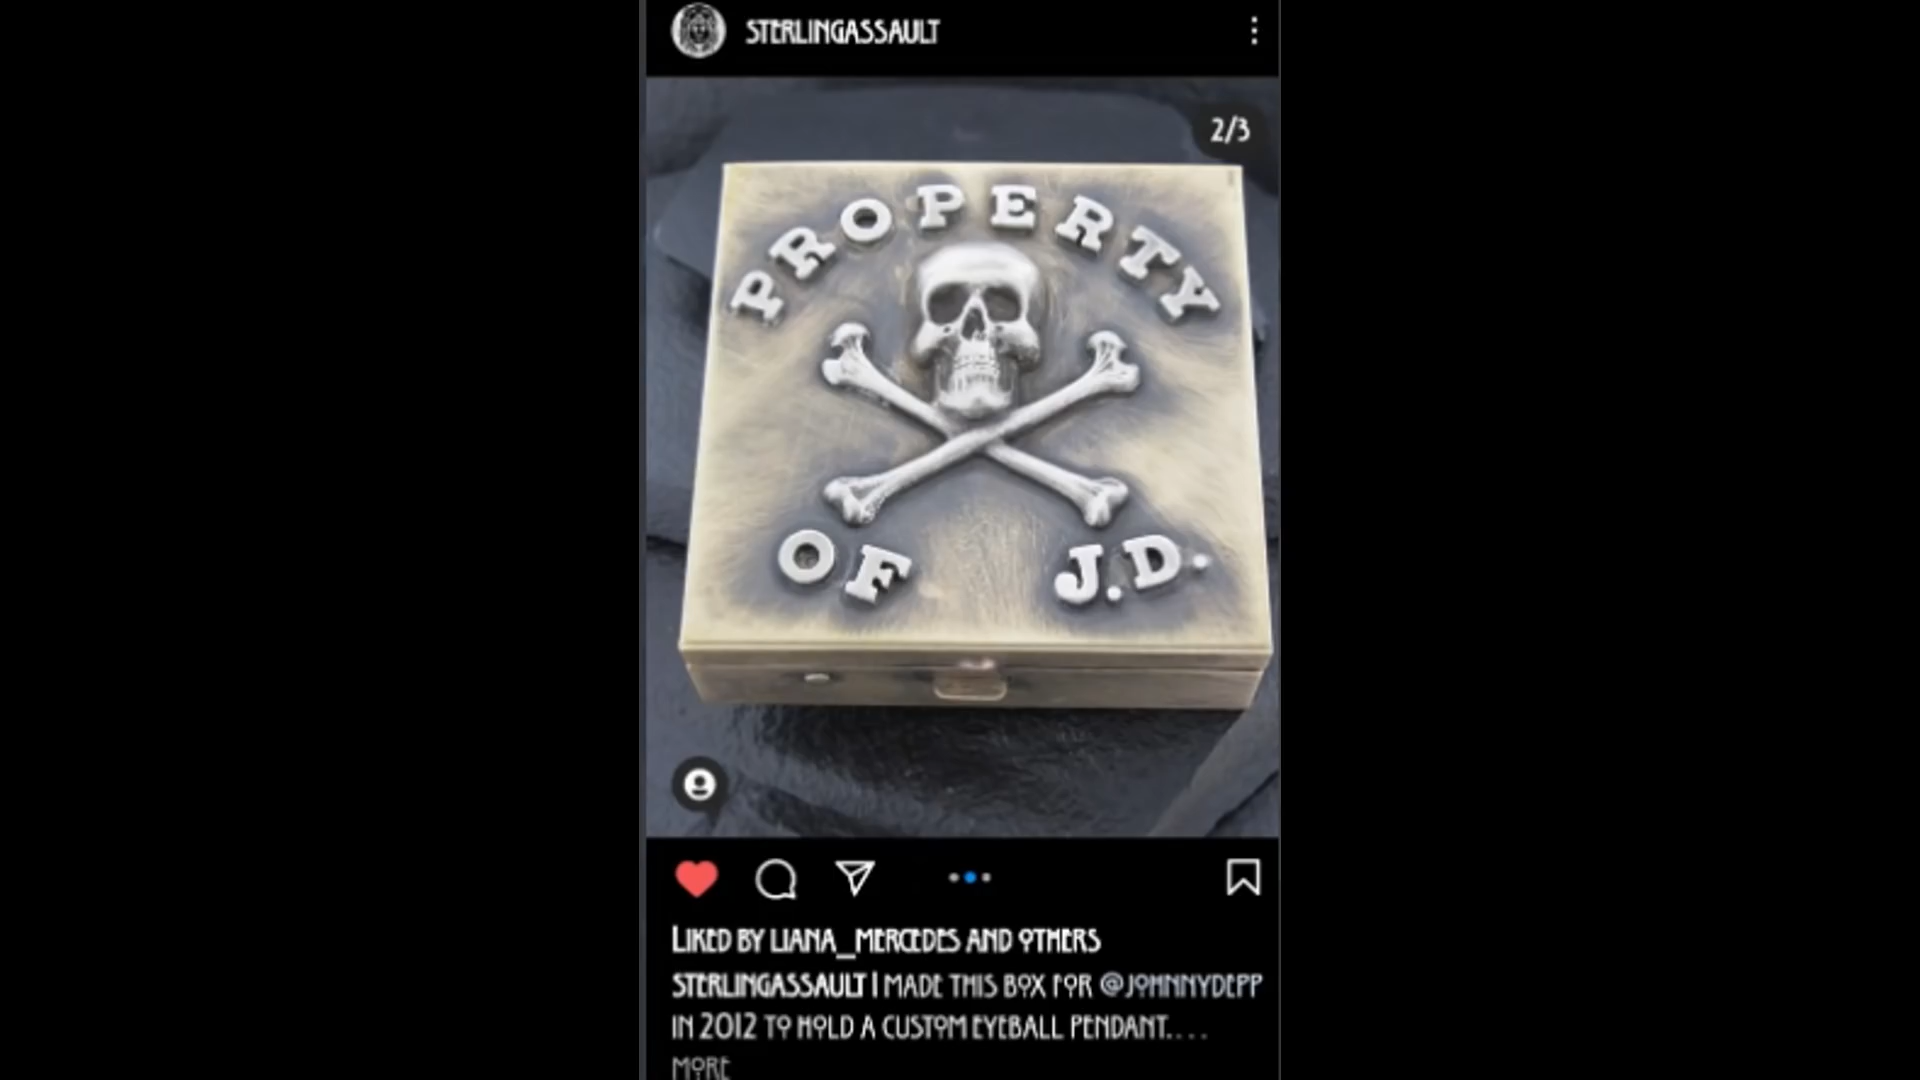 STERLINGASSAULT
2/3
PROPERTY
OF J.D.
LIKED BY LIANA_MERCEDES AND OTHERS
STERLINGASSAULT I MADE THIS BOX FOR @JOHNNYDEPP
IN 2012 TO HOLD A CUSTOM EYEBALL PENDANT....
MORE